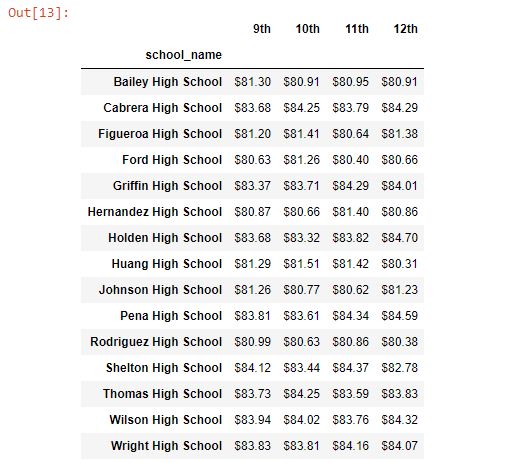 Out[13]:
9th 10th 11th 12th
school_name
Bailey High School $81.30 $80.91 $80.95 $80.91
Cabrera High School $83.68 $84.25 $83.79 $84.29
Figueroa High School $81.20 $81.41 $80.64 $81.38
Ford High School $80.63 $81.26 $80.40 $80.66
Griffin High School $83.37 $83.71 $84.29 $84.01
Hernandez High School $80.87 $80.66 $81.40 $80.86
Holden High School $83.68 $83.32 $83.82 $84.70
Huang High School $81.29 $81.51 $81.42 $80.31
Johnson High School $81.26 $80.77 $80.62 $81.23
Pena High School $83.81 $83.61 $84.34 $84.59
Rodriguez High School $80.99 $80.63 $80.86 $80.38
Shelton High School $84.12 $83.44 $84.37 $82.78
Thomas High School $83.73 $84.25 $83.59 $83.83
Wilson High School $83.94 $84.02 $83.76 $84.32
Wright High School $83.83 $83.81 $84.16 $84.07